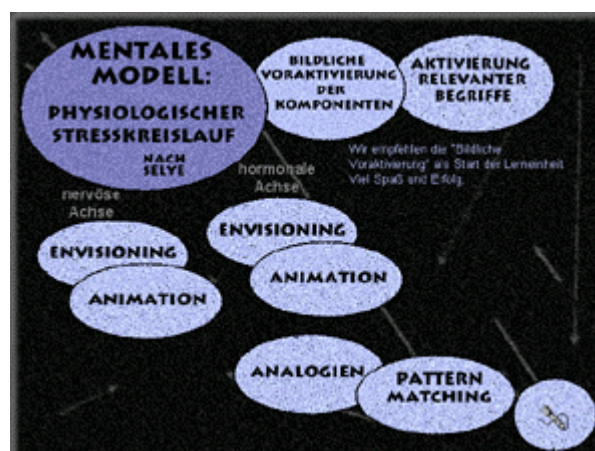 MENTALES
MODELL:
PHYSIOLOGISCHER
STRESSKREISLAUF
NACH
SELYE
BILDLICHE
VORAKTIVIERUNG
DER
KOMPONENTEN
AKTIVIERUNG
RELEVANTER
BEGRIFFE
Wir empfehlen die "Bildliche
Voraktivierung" als Start der Lerneinheit
Viel Spaß und Erfolg.
nervöse
Achse
hormonale
Achse
ENVISIONING
ANIMATION
ENVISIONING
ANIMATION
ANALOGIEN
PATTERN
MATCHING